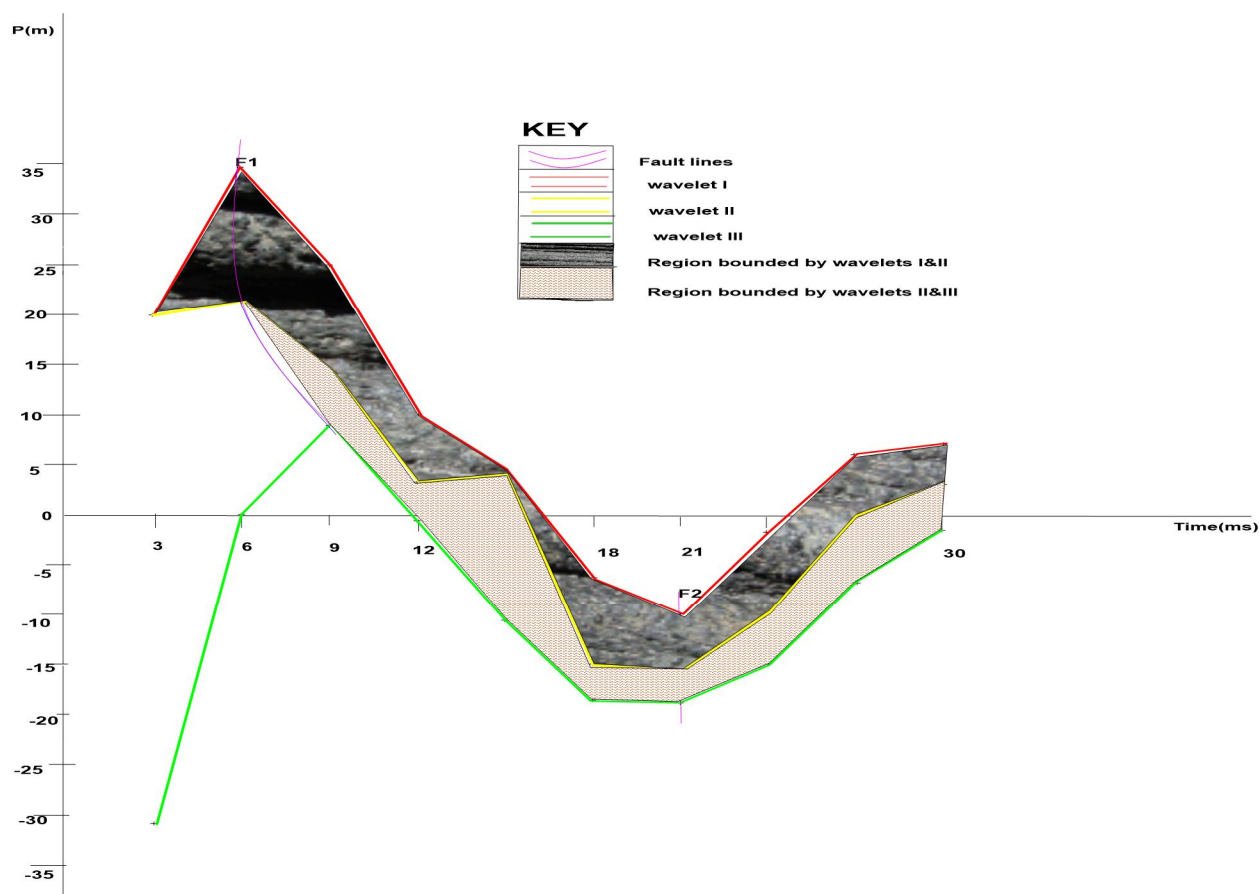 P(m)
KEY
F1
Fault lines
wavelet I
wavelet II
wavelet III
Region bounded by wavelets I&II
Region bounded by wavelets II&III
35
30
25
20
15
10
5
0
Time(ms)
3
6
9
12
18
21
30
-5
F2
-10
-15
-20
-25
-30
-35